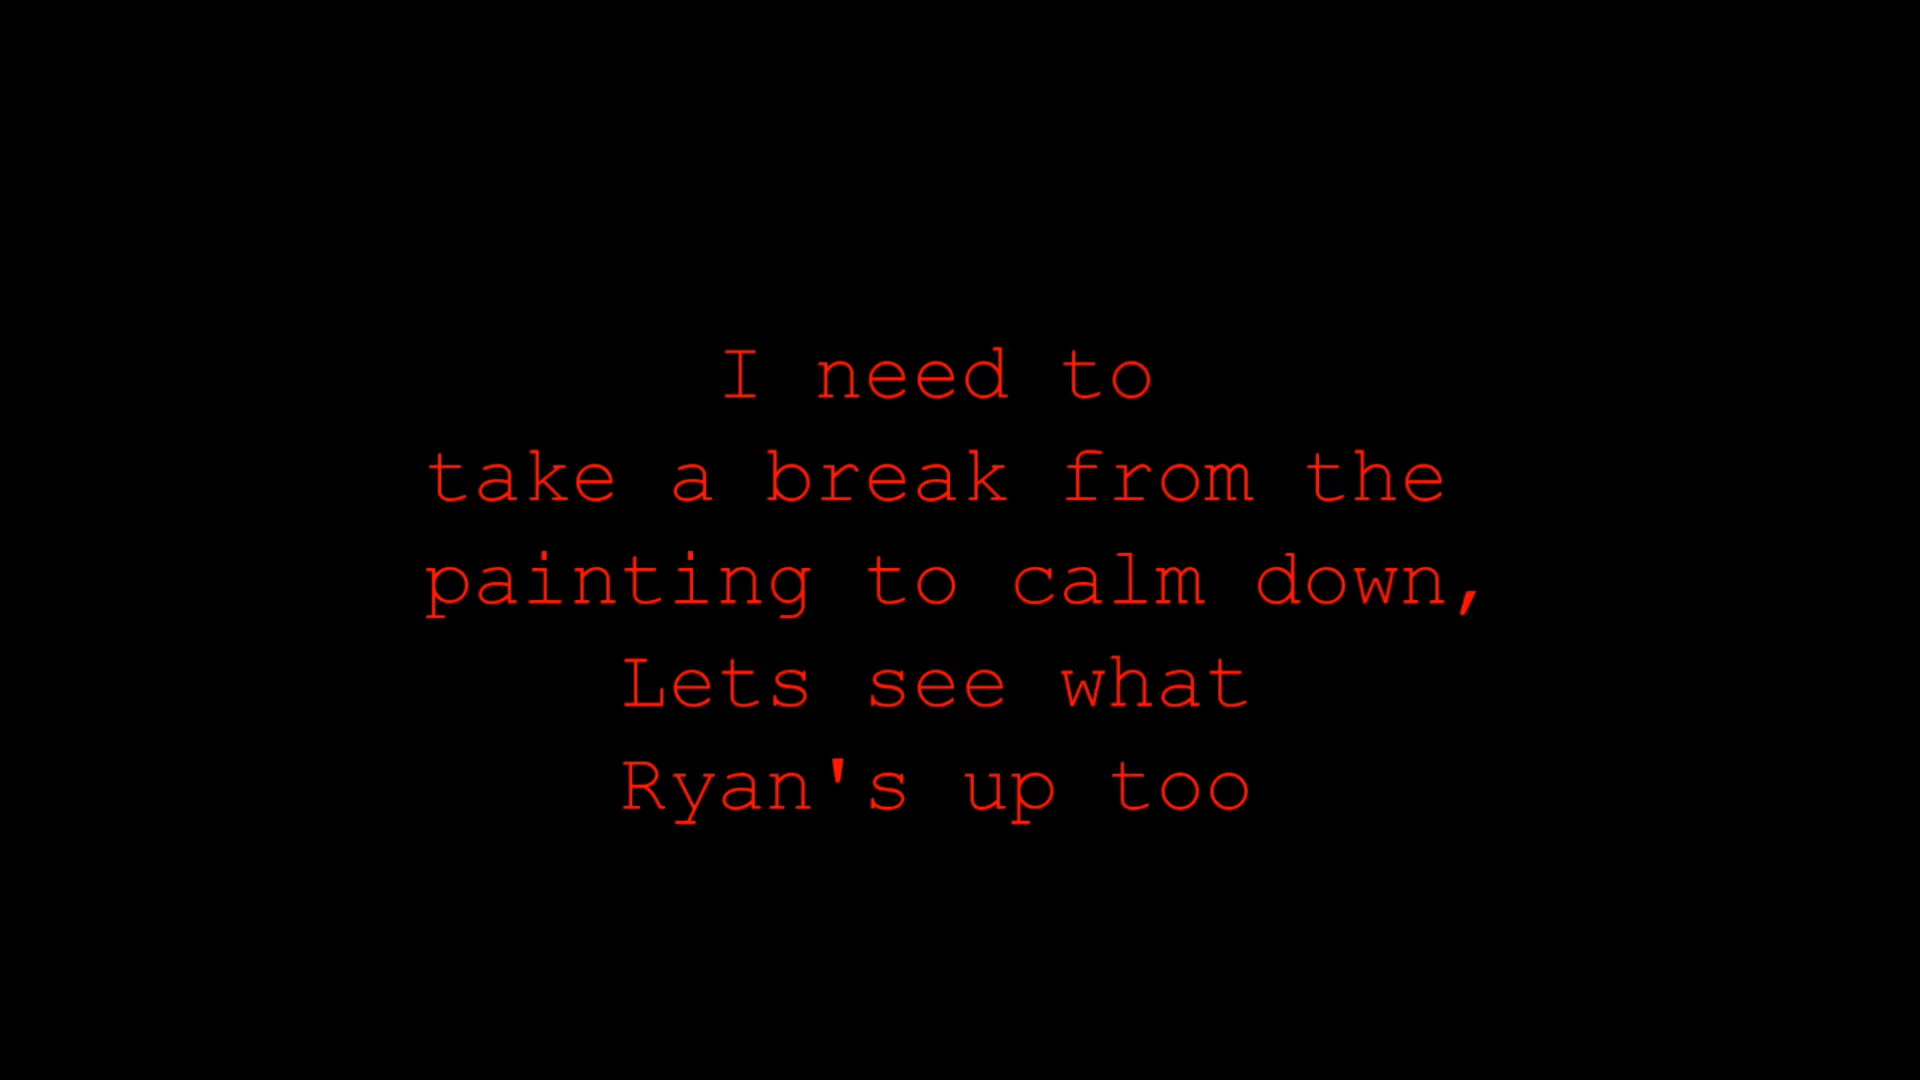 I need to
take a break from the
painting to calm down,
Lets see what
Ryan's up too